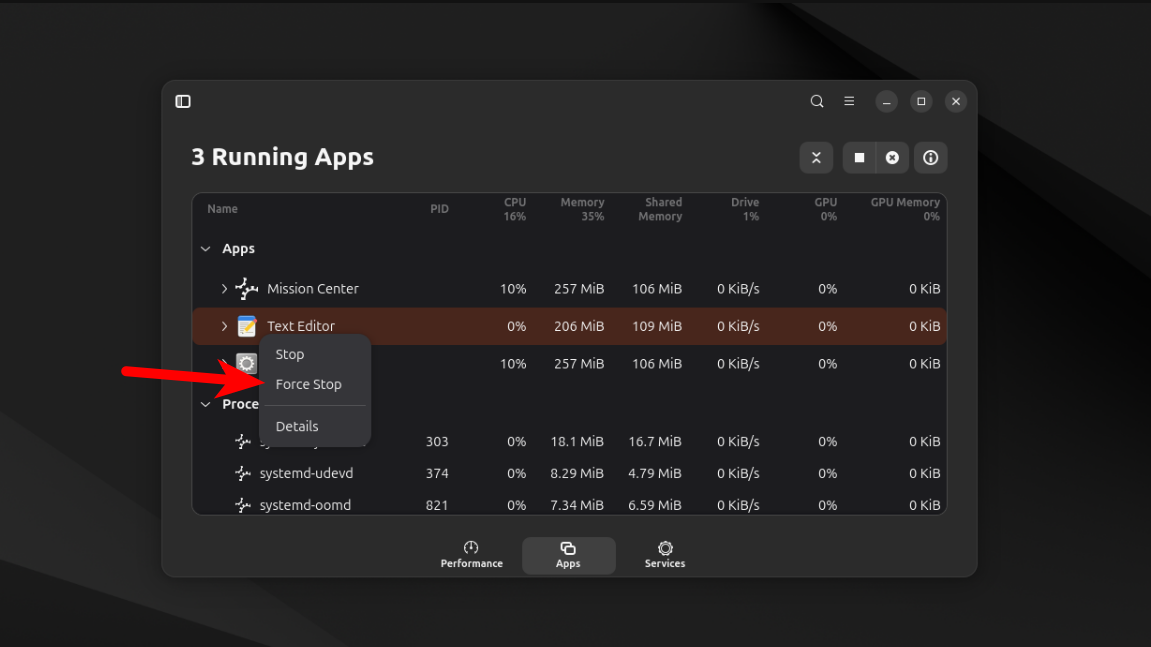 3 Running Apps
Name PID CPU 16% Memory 35% Shared Memory Drive 1% GPU 0% GPU Memory 0%
Apps
Mission Center 10% 257 MiB 106 MiB 0 KiB/s 0% 0 KiB
Text Editor 0% 206 MiB 109 MiB 0 KiB/s 0% 0 KiB
Stop
10% 257 MiB 106 MiB 0 KiB/s 0% 0 KiB
Force Stop
Proce
Details
303 0% 18.1 MiB 16.7 MiB 0 KiB/s 0% 0 KiB
systemd-udevd 374 0% 8.29 MiB 4.79 MiB 0 KiB/s 0% 0 KiB
systemd-oomd 821 0% 7.34 MiB 6.59 MiB 0 KiB/s 0% 0 KiB
Performance Apps Services